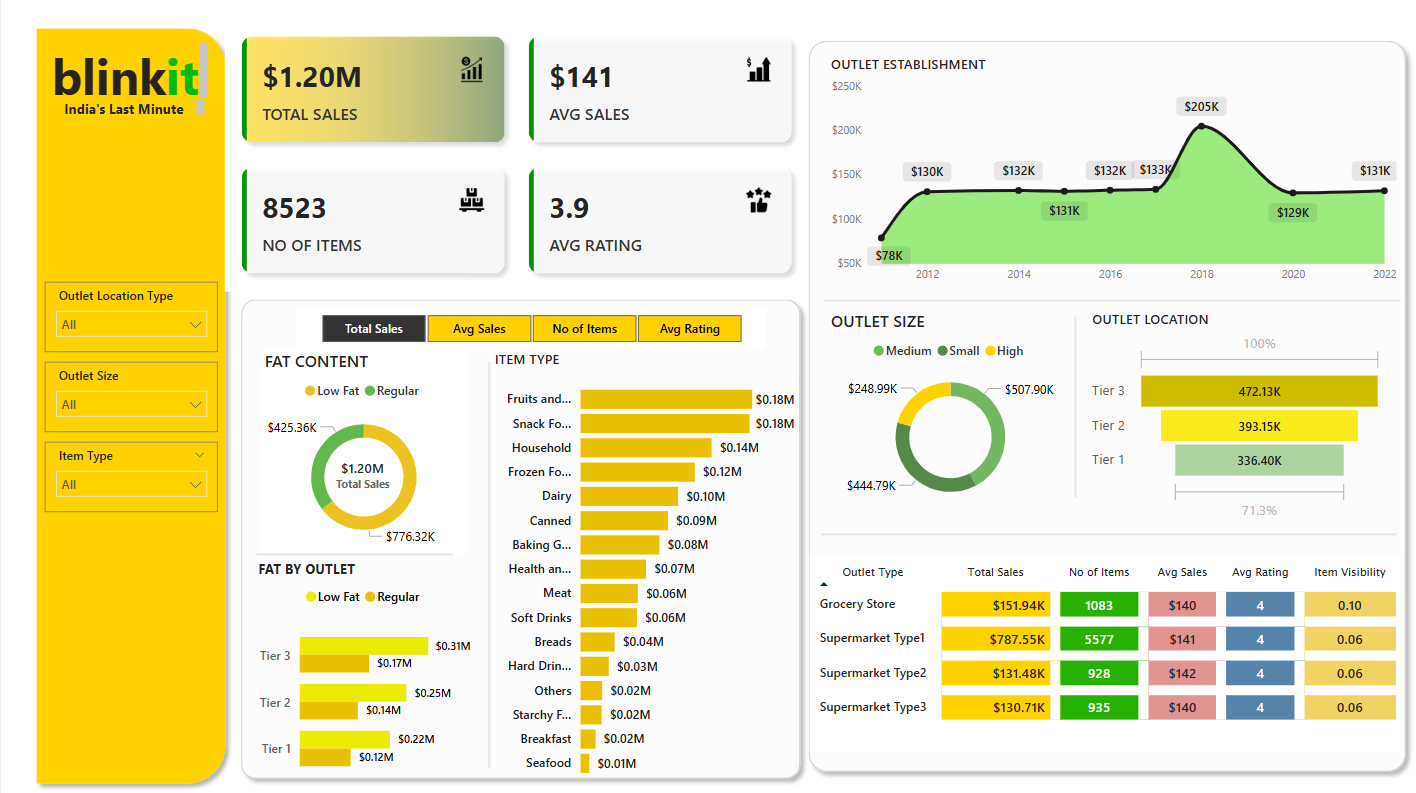 blinkit!
India's Last Minute
Outlet Location Type
All
Outlet Size
All
Item Type
All
$1.20M
TOTAL SALES
$141
AVG SALES
8523
NO OF ITEMS
3.9
AVG RATING
Total Sales Avg Sales No of Items Avg Rating
FAT CONTENT
Low Fat Regular
$425.36K
$1.20M
Total Sales
$776.32K
FAT BY OUTLET
Low Fat Regular
Tier 3 $0.31M
$0.17M
Tier 2 $0.25M
$0.14M
Tier 1 $0.22M
$0.12M
ITEM TYPE
Fruits and... $0.18M
Snack Fo... $0.18M
Household $0.14M
Frozen Fo... $0.12M
Dairy $0.10M
Canned $0.09M
Baking G... $0.08M
Health an... $0.07M
Meat $0.06M
Soft Drinks $0.06M
Breads $0.04M
Hard Drin... $0.03M
Others $0.02M
Starchy F... $0.02M
Breakfast $0.02M
Seafood $0.01M
OUTLET ESTABLISHMENT
$250K
$200K
$150K
$100K
$50K
$78K
$130K
$132K
$131K
$132K
$133K
$205K
$129K
$131K
2012 2014 2016 2018 2020 2022
OUTLET SIZE
Medium Small High
$248.99K
$507.90K
$444.79K
OUTLET LOCATION
100%
Tier 3 472.13K
Tier 2 393.15K
Tier 1 336.40K
71.3%
Outlet Type Total Sales No of Items Avg Sales Avg Rating Item Visibility
Grocery Store $151.94K 1083 $140 4 0.10
Supermarket Type1 $787.55K 5577 $141 4 0.06
Supermarket Type2 $131.48K 928 $142 4 0.06
Supermarket Type3 $130.71K 935 $140 4 0.06